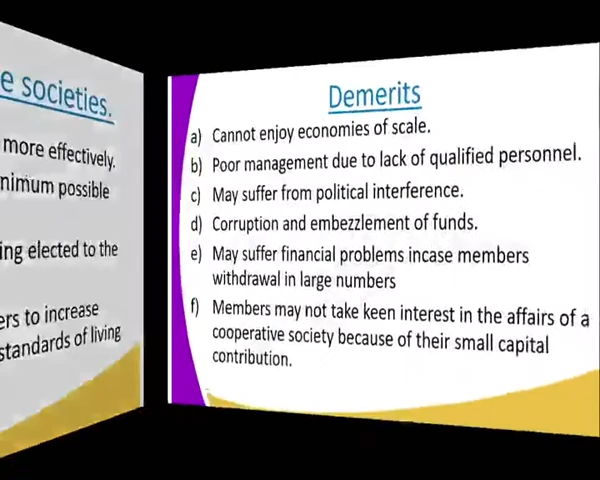 e societies.
more effectively.
nimum possible
ing elected to the
ers to increase
standards of living
Demerits
a) Cannot enjoy economies of scale.
b) Poor management due to lack of qualified personnel.
c) May suffer from political interference.
d) Corruption and embezzlement of funds.
e) May suffer financial problems incase members
withdrawal in large numbers
f) Members may not take keen interest in the affairs of a
cooperative society because of their small capital
contribution.